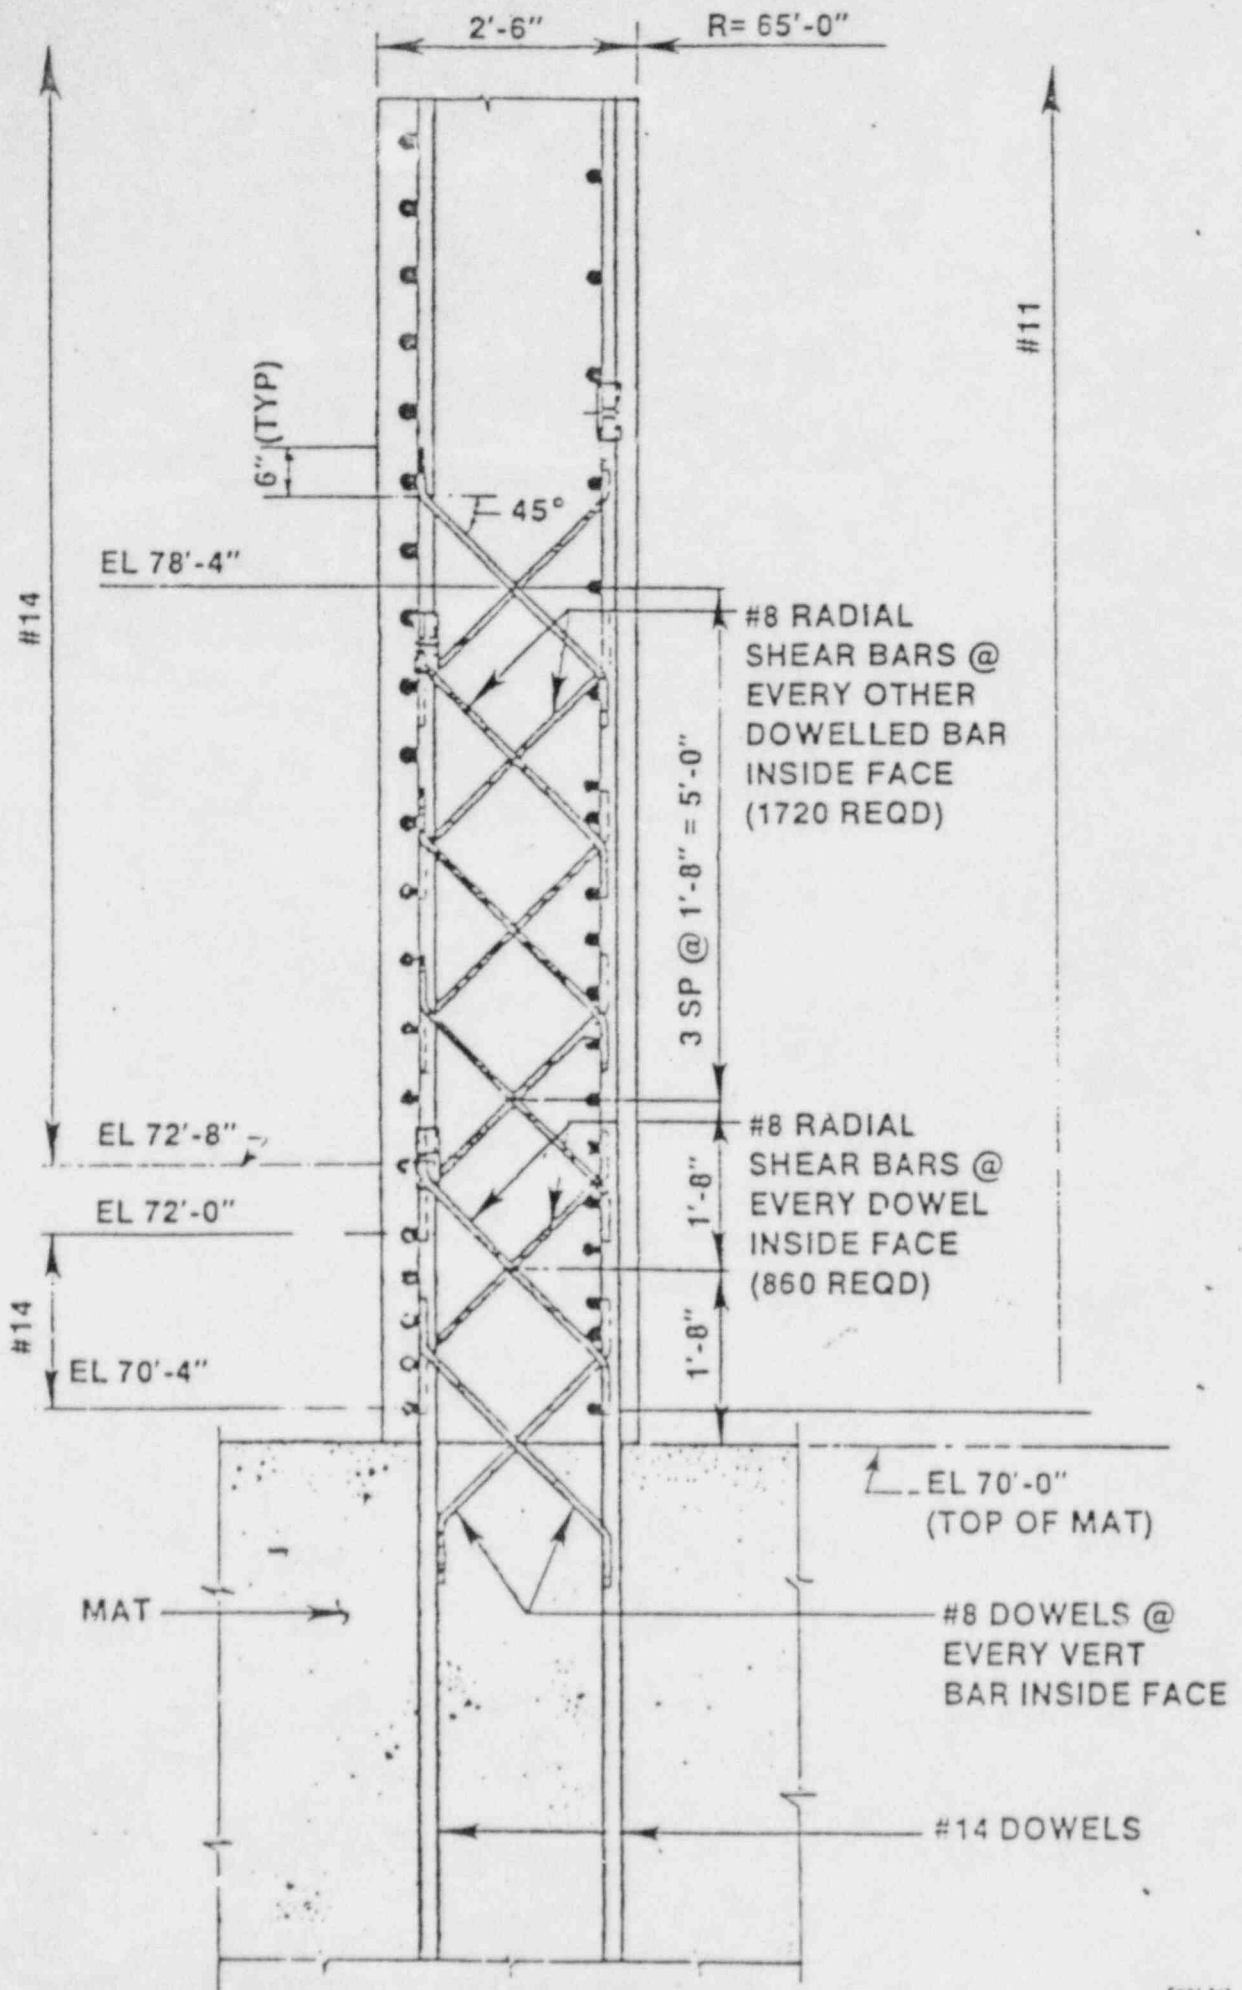 2'-6"
R= 65'-0"
#11
6" (TYP)
45°
EL 78'-4"
#14
#8 RADIAL
SHEAR BARS @
EVERY OTHER
DOWELLED BAR
INSIDE FACE
(1720 REQD)
3 SP @ 1'-8" = 5'-0"
EL 72'-8"
#8 RADIAL
SHEAR BARS @
EVERY DOWEL
INSIDE FACE
(860 REQD)
1'-8"
EL 72'-0"
#14
1'-8"
EL 70'-4"
EL 70'-0"
(TOP OF MAT)
MAT
#8 DOWELS @
EVERY VERT
BAR INSIDE FACE
#14 DOWELS